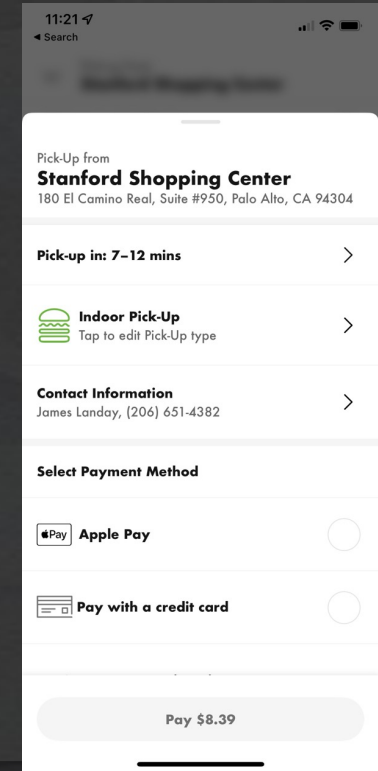 11:21
◀ Search
Pick-Up from
Stanford Shopping Center
180 El Camino Real, Suite #950, Palo Alto, CA 94304
Pick-up in: 7–12 mins
Indoor Pick-Up
Tap to edit Pick-Up type
Contact Information
James Landay, (206) 651-4382
Select Payment Method
Pay Apple Pay
Pay with a credit card
Pay $8.39